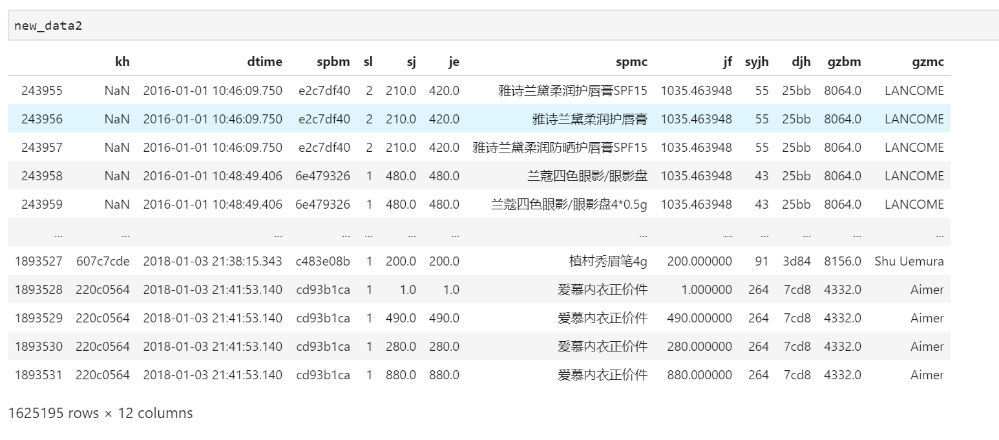 new_data2
kh dtime spbm sl sj je spmc jf syjh djh gzbm gzmc
243955 NaN 2016-01-01 10:46:09.750 e2c7df40 2 210.0 420.0 雅诗兰黛柔润护唇膏SPF15 1035.463948 55 25bb 8064.0 LANCOME
243956 NaN 2016-01-01 10:46:09.750 e2c7df40 2 210.0 420.0 雅诗兰黛柔润护唇膏 1035.463948 55 25bb 8064.0 LANCOME
243957 NaN 2016-01-01 10:46:09.750 e2c7df40 2 210.0 420.0 雅诗兰黛柔润防晒护唇膏SPF15 1035.463948 55 25bb 8064.0 LANCOME
243958 NaN 2016-01-01 10:48:49.406 6e479326 1 480.0 480.0 兰蔻四色眼影/眼影盘 1035.463948 43 25bb 8064.0 LANCOME
243959 NaN 2016-01-01 10:48:49.406 6e479326 1 480.0 480.0 兰蔻四色眼影/眼影盘4*0.5g 1035.463948 43 25bb 8064.0 LANCOME
... ... ... ... ... ... ... ... ... ... ... ... ...
1893527 607c7cde 2018-01-03 21:38:15.343 c483e08b 1 200.0 200.0 植村秀眉笔4g 200.000000 91 3d84 8156.0 Shu Uemura
1893528 220c0564 2018-01-03 21:41:53.140 cd93b1ca 1 1.0 1.0 爱慕内衣正价件 1.000000 264 7cd8 4332.0 Aimer
1893529 220c0564 2018-01-03 21:41:53.140 cd93b1ca 1 490.0 490.0 爱慕内衣正价件 490.000000 264 7cd8 4332.0 Aimer
1893530 220c0564 2018-01-03 21:41:53.140 cd93b1ca 1 280.0 280.0 爱慕内衣正价件 280.000000 264 7cd8 4332.0 Aimer
1893531 220c0564 2018-01-03 21:41:53.140 cd93b1ca 1 880.0 880.0 爱慕内衣正价件 880.000000 264 7cd8 4332.0 Aimer
1625195 rows × 12 columns